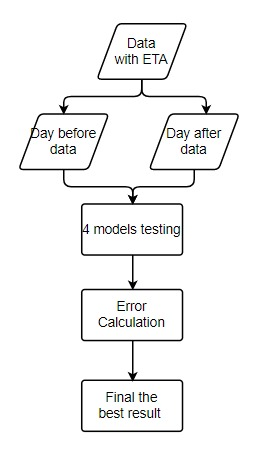 Data
with ETA
Day before
data
Day after
data
4 models testing
Error
Calculation
Final the
best result